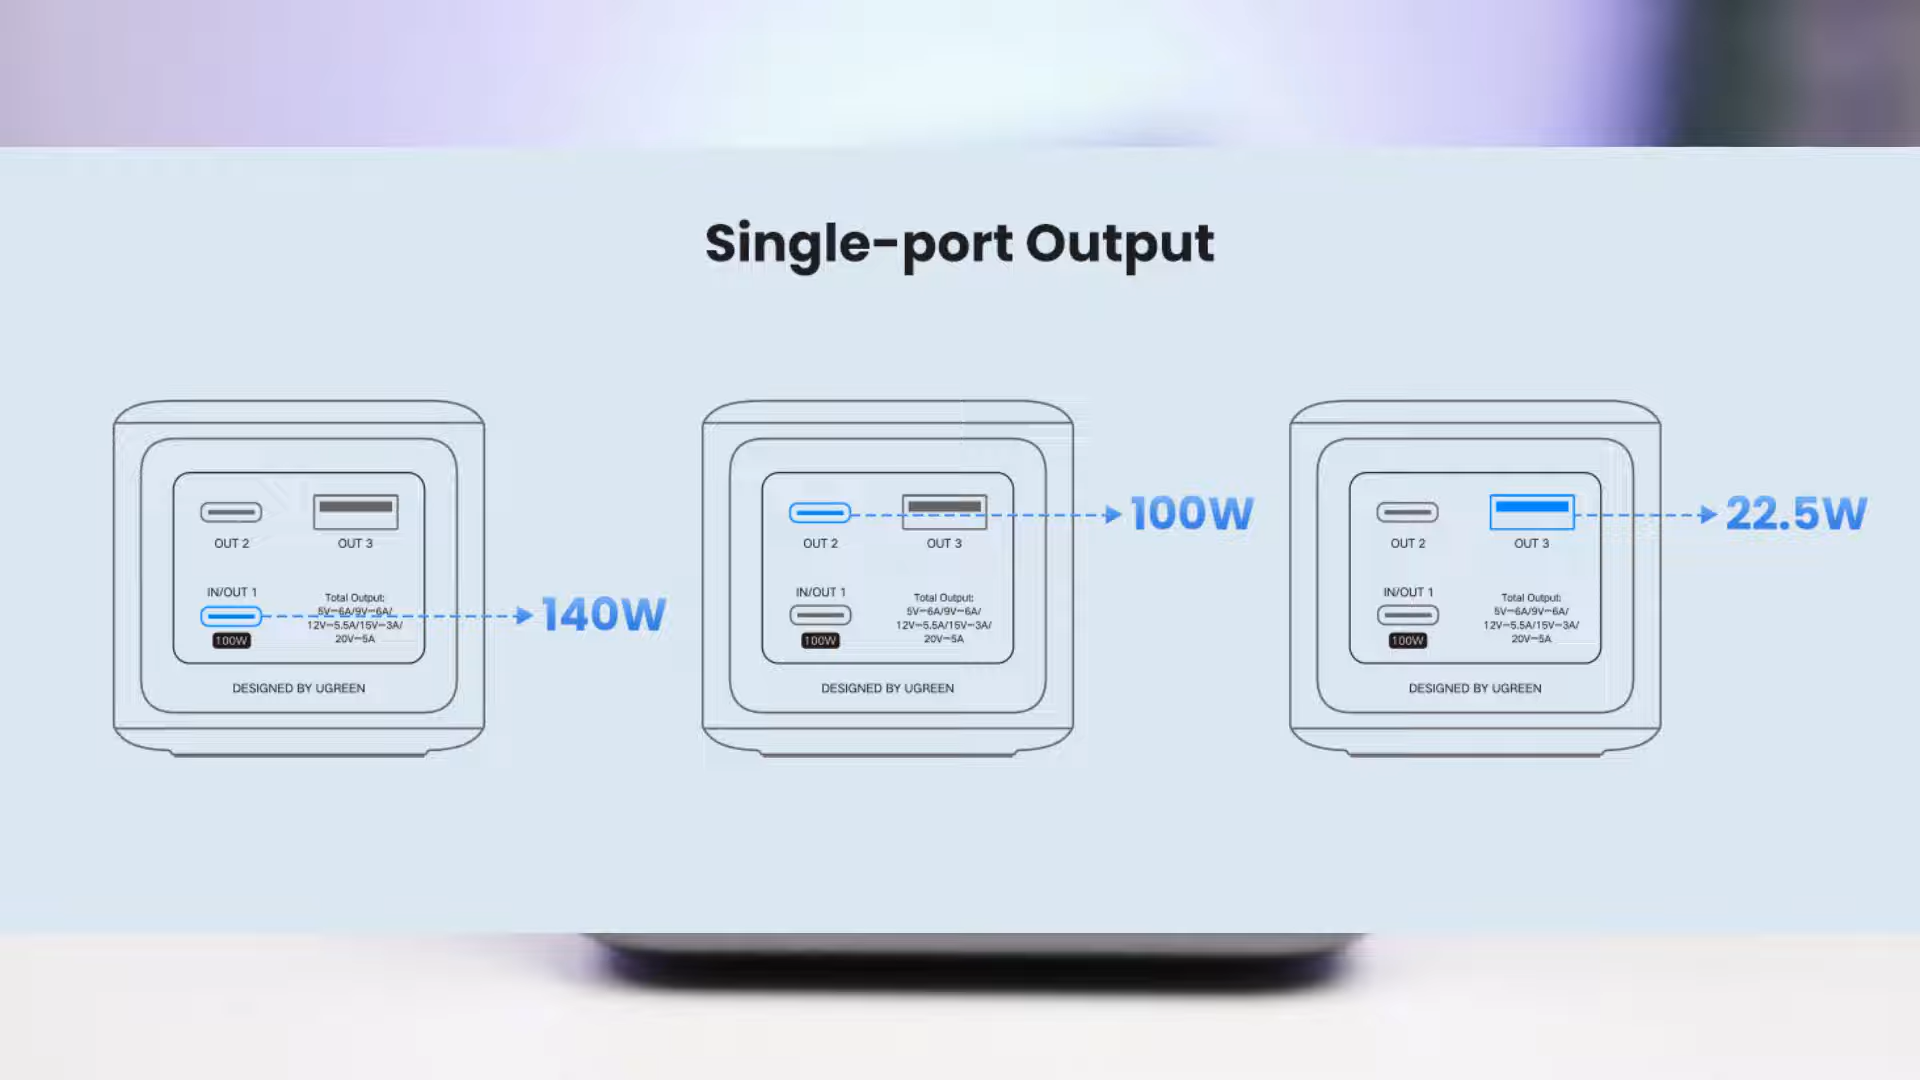 Single-port Output
OUT 2
OUT 3
IN/OUT 1
100W
Total Output:
5V⎓6A/9V⎓6A/
12V⎓5.5A/15V⎓3A/
20V⎓5A
DESIGNED BY UGREEN
140W
OUT 2
OUT 3
IN/OUT 1
100W
Total Output:
5V⎓6A/9V⎓6A/
12V⎓5.5A/15V⎓3A/
20V⎓5A
DESIGNED BY UGREEN
100W
OUT 2
OUT 3
IN/OUT 1
100W
Total Output:
5V⎓6A/9V⎓6A/
12V⎓5.5A/15V⎓3A/
20V⎓5A
DESIGNED BY UGREEN
22.5W